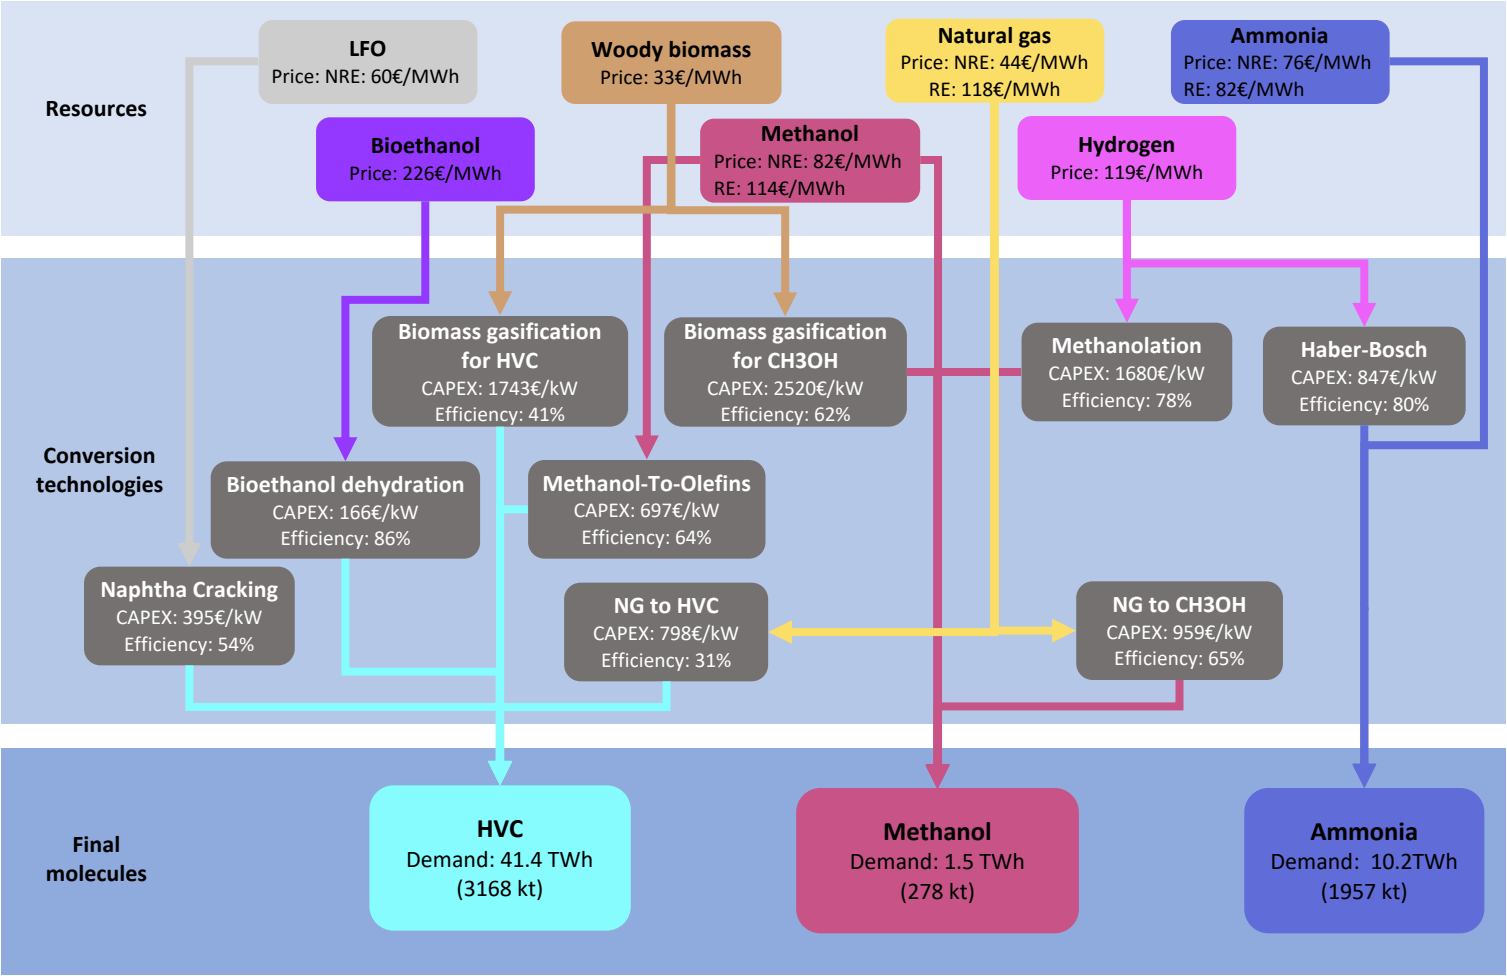 Resources
LFO
Price: NRE: 60€/MWh
Woody biomass
Price: 33€/MWh
Natural gas
Price: NRE: 44€/MWh
RE: 118€/MWh
Ammonia
Price: NRE: 76€/MWh
RE: 82€/MWh
Bioethanol
Price: 226€/MWh
Methanol
Price: NRE: 82€/MWh
RE: 114€/MWh
Hydrogen
Price: 119€/MWh
Conversion
technologies
Biomass gasification
for HVC
CAPEX: 1743€/kW
Efficiency: 41%
Biomass gasification
for CH3OH
CAPEX: 2520€/kW
Efficiency: 62%
Methanolation
CAPEX: 1680€/kW
Efficiency: 78%
Haber-Bosch
CAPEX: 847€/kW
Efficiency: 80%
Bioethanol dehydration
CAPEX: 166€/kW
Efficiency: 86%
Methanol-To-Olefins
CAPEX: 697€/kW
Efficiency: 64%
Naphtha Cracking
CAPEX: 395€/kW
Efficiency: 54%
NG to HVC
CAPEX: 798€/kW
Efficiency: 31%
NG to CH3OH
CAPEX: 959€/kW
Efficiency: 65%
Final
molecules
HVC
Demand: 41.4 TWh
(3168 kt)
Methanol
Demand: 1.5 TWh
(278 kt)
Ammonia
Demand: 10.2TWh
(1957 kt)